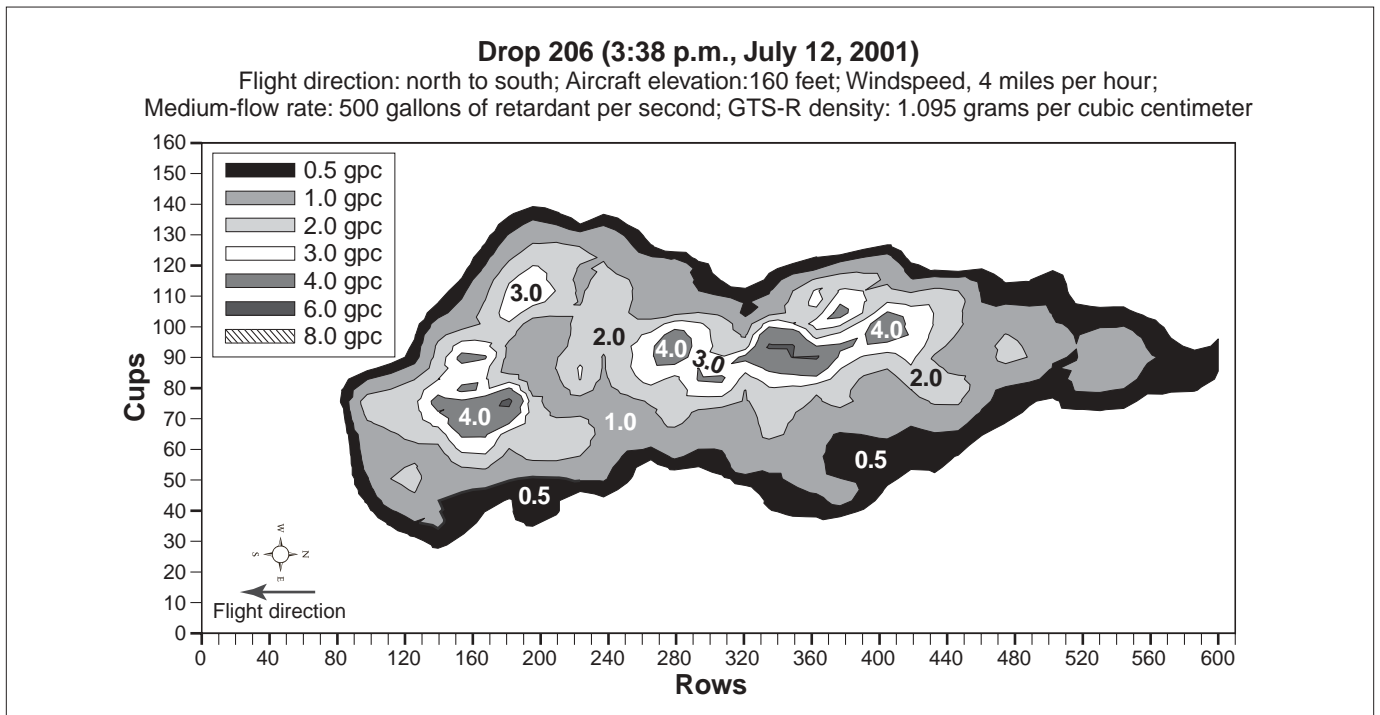 Drop 206 (3:38 p.m., July 12, 2001)
Flight direction: north to south; Aircraft elevation:160 feet; Windspeed, 4 miles per hour;
Medium-flow rate: 500 gallons of retardant per second; GTS-R density: 1.095 grams per cubic centimeter
160
150
140
130
120
110
100
90
80
70
60
50
40
30
20
10
0
Cups
0.5 gpc
1.0 gpc
2.0 gpc
3.0 gpc
4.0 gpc
6.0 gpc
8.0 gpc
3.0
2.0
4.0
3.0
4.0
2.0
4.0
1.0
0.5
0.5
W
S
N
E
Flight direction
0 40 80 120 160 200 240 280 320 360 400 440 480 520 560 600
Rows